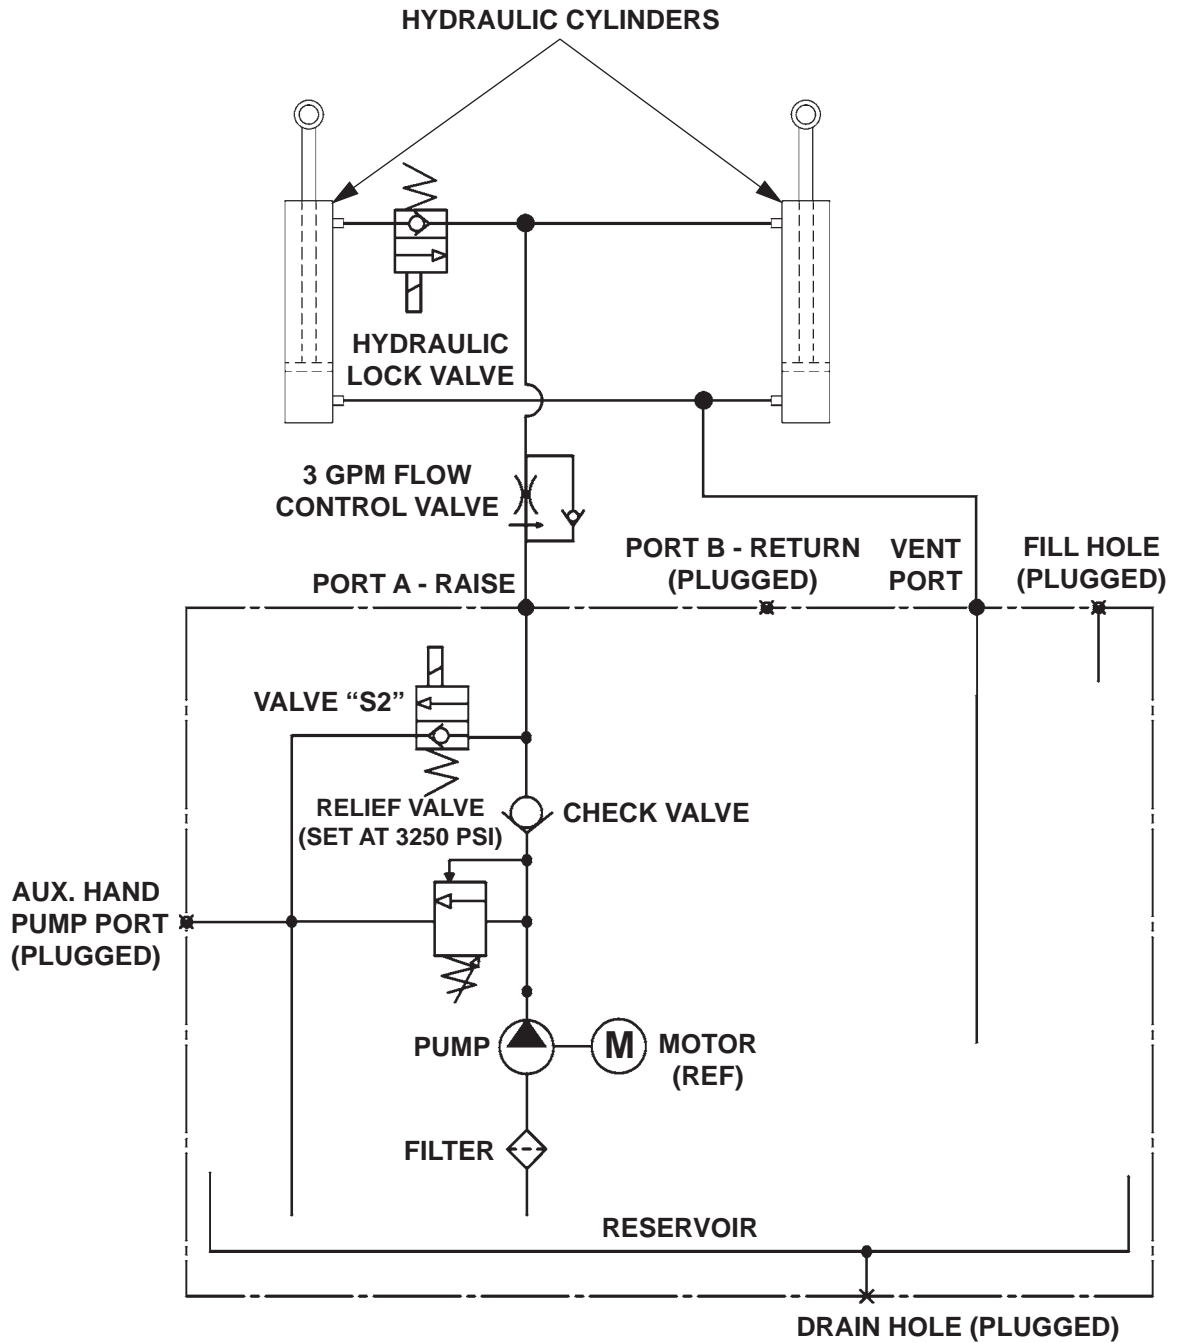 HYDRAULIC CYLINDERS
HYDRAULIC
LOCK VALVE
3 GPM FLOW
CONTROL VALVE
PORT A - RAISE
PORT B - RETURN
(PLUGGED)
VENT
PORT
FILL HOLE
(PLUGGED)
VALVE “S2”
RELIEF VALVE
(SET AT 3250 PSI)
CHECK VALVE
AUX. HAND
PUMP PORT
(PLUGGED)
PUMP
M
MOTOR
(REF)
FILTER
RESERVOIR
DRAIN HOLE (PLUGGED)